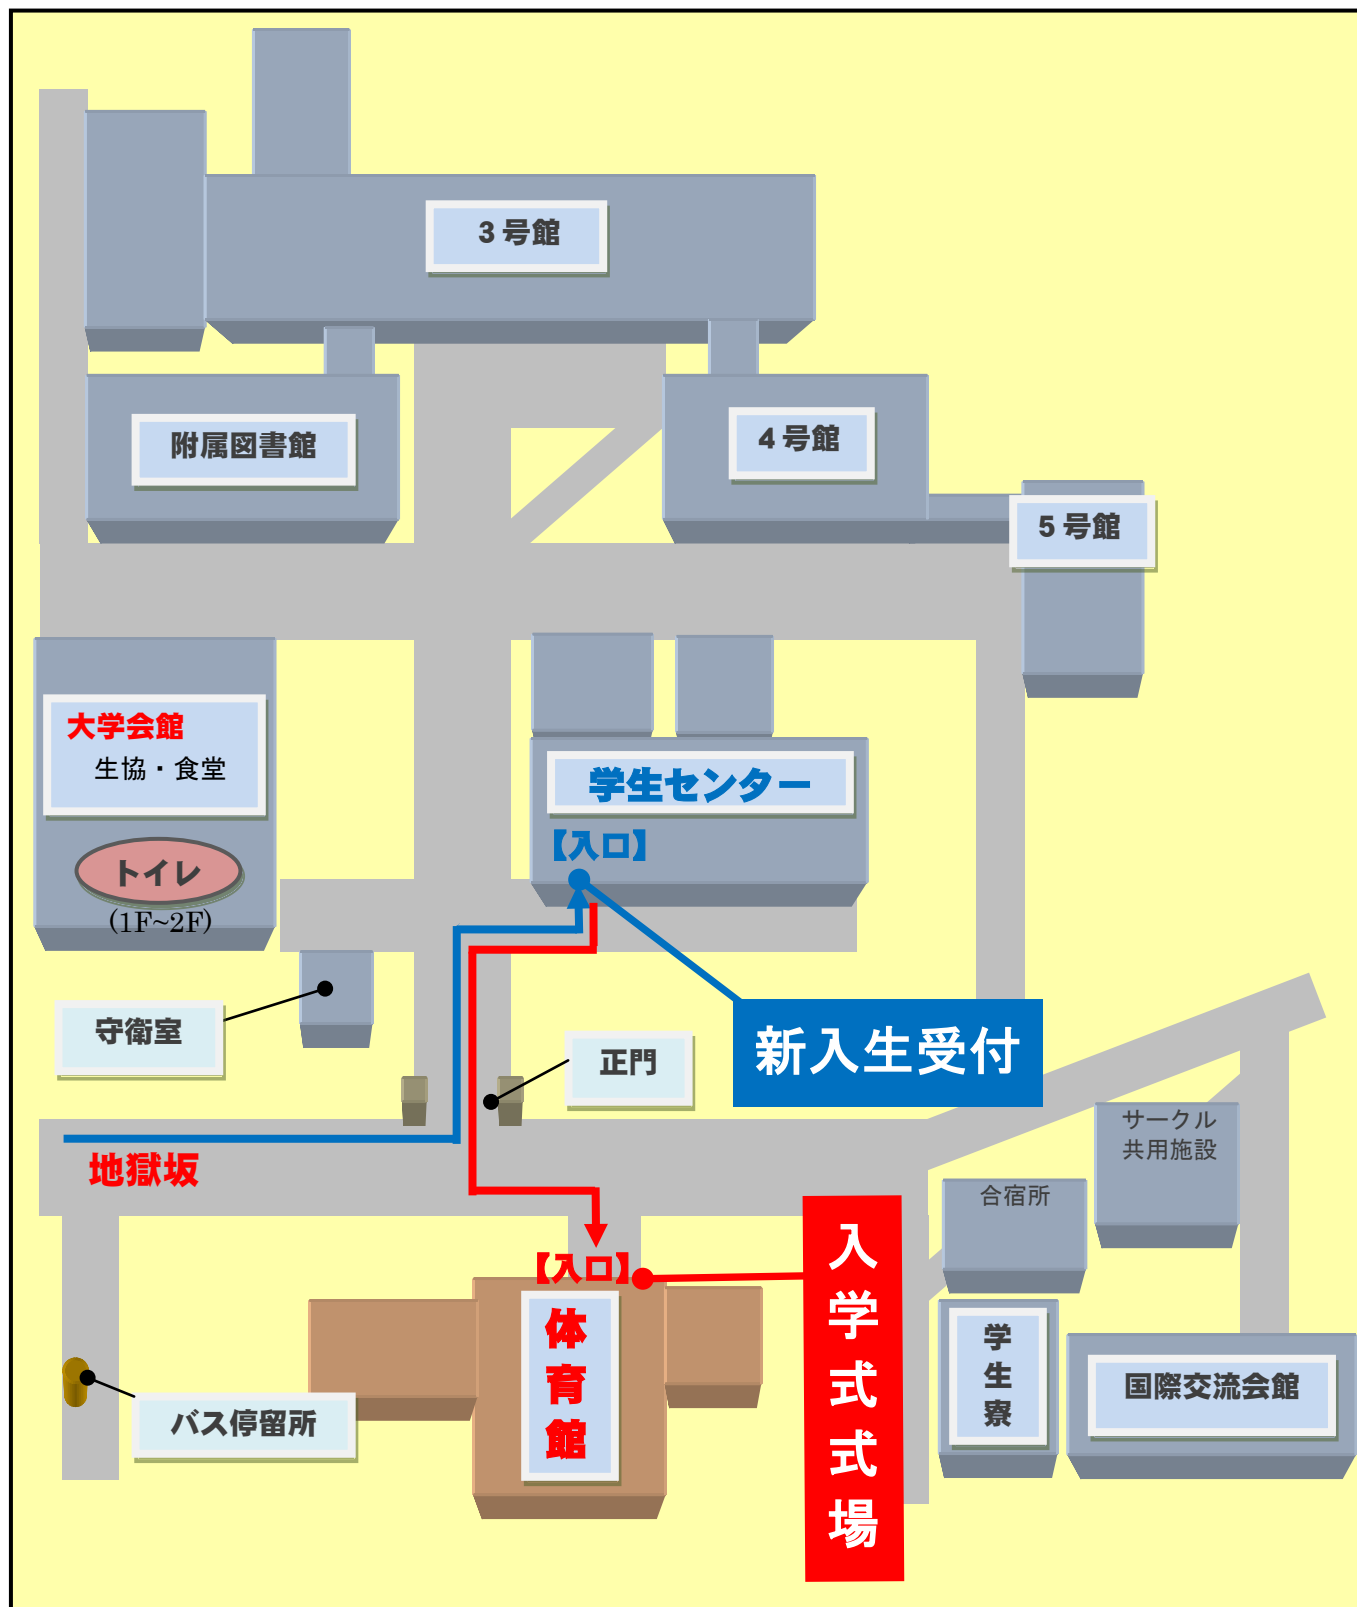 3号館
附属図書館
4号館
5号館
大学会館
生協・食堂
トイレ
(1F~2F)
学生センター
【入口】
守衛室
正門
新入生受付
地獄坂
サークル
共用施設
合宿所
【入口】
体育館
入学式式場
学生寮
国際交流会館
バス停留所